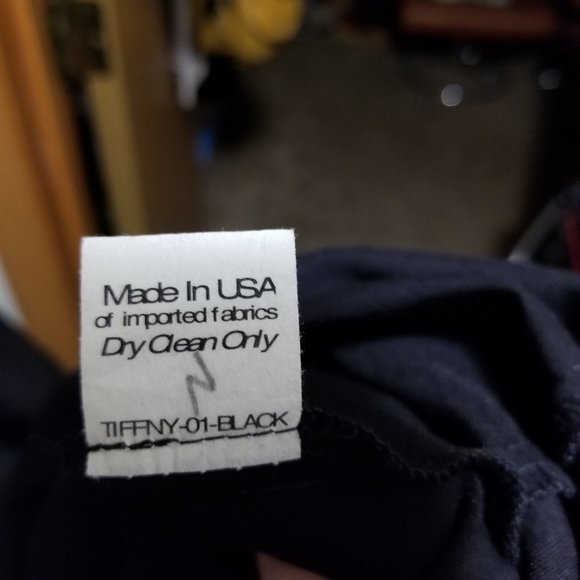 Made In USA
of imported fabrics
Dry Clean Only
N
TIFFNY-01-BLACK